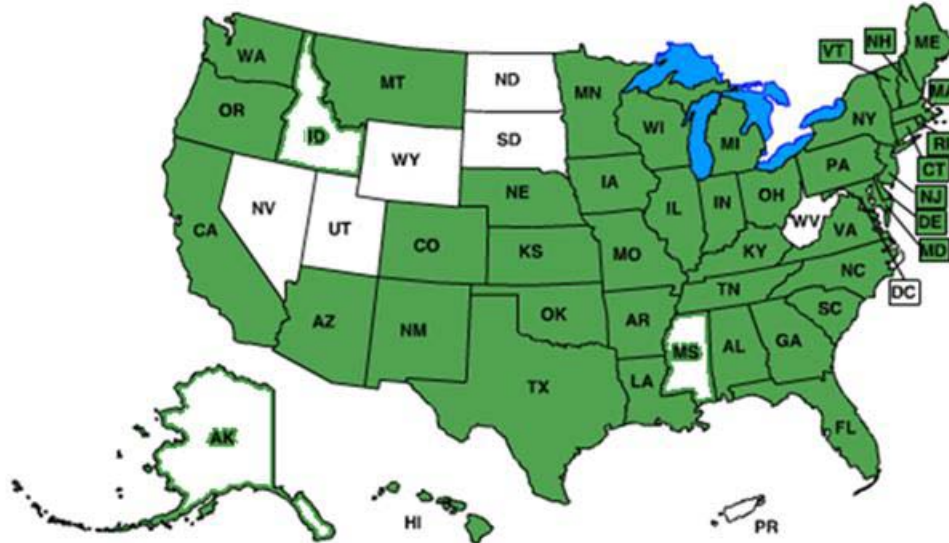 WA
OR
CA
ID
NV
MT
WY
UT
AZ
CO
NM
ND
SD
NE
KS
OK
TX
MN
IA
MO
AR
LA
WI
IL
MS
MI
IN
KY
TN
AL
OH
WV
GA
FL
SC
NC
VA
PA
NY
VT
NH
ME
MA
RI
CT
NJ
DE
MD
DC
AK
HI
PR